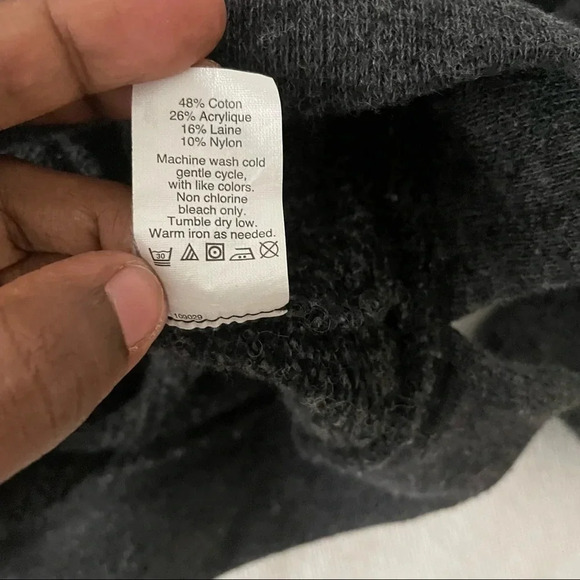 48% Coton
26% Acrylique
16% Laine
10% Nylon
Machine wash cold
gentle cycle,
with like colors.
Non chlorine
bleach only.
Tumble dry low.
Warm iron as needed.
30
109029